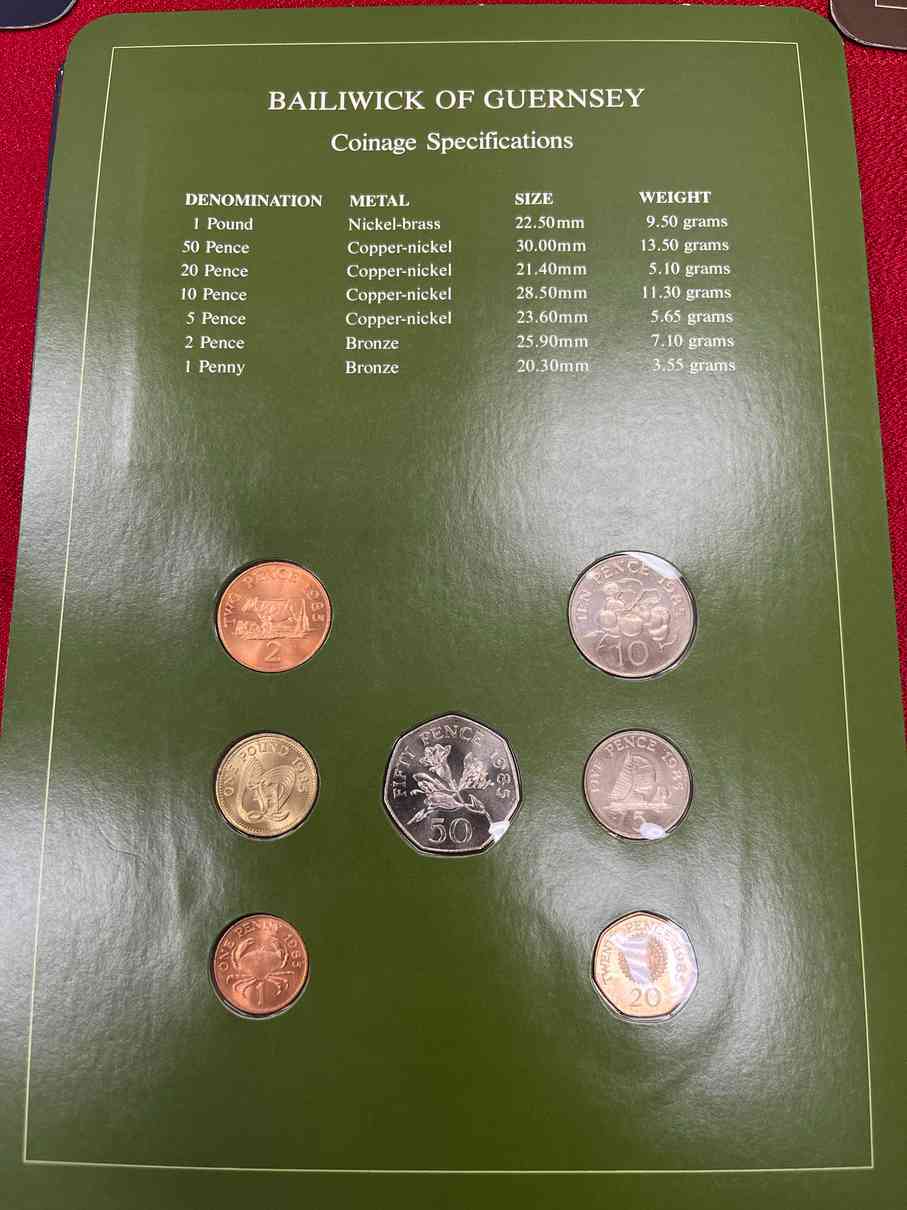 BAILIWICK OF GUERNSEY
Coinage Specifications
DENOMINATION METAL SIZE WEIGHT
1 Pound Nickel-brass 22.50mm 9.50 grams
50 Pence Copper-nickel 30.00mm 13.50 grams
20 Pence Copper-nickel 21.40mm 5.10 grams
10 Pence Copper-nickel 28.50mm 11.30 grams
5 Pence Copper-nickel 23.60mm 5.65 grams
2 Pence Bronze 25.90mm 7.10 grams
1 Penny Bronze 20.30mm 3.55 grams
TWO PENCE 1985
2
TEN PENCE 1985
10
ONE POUND 1985
FIFTY PENCE 1985
50
FIVE PENCE 1985
5
ONE PENNY 1985
1
TWENTY PENCE 1985
20